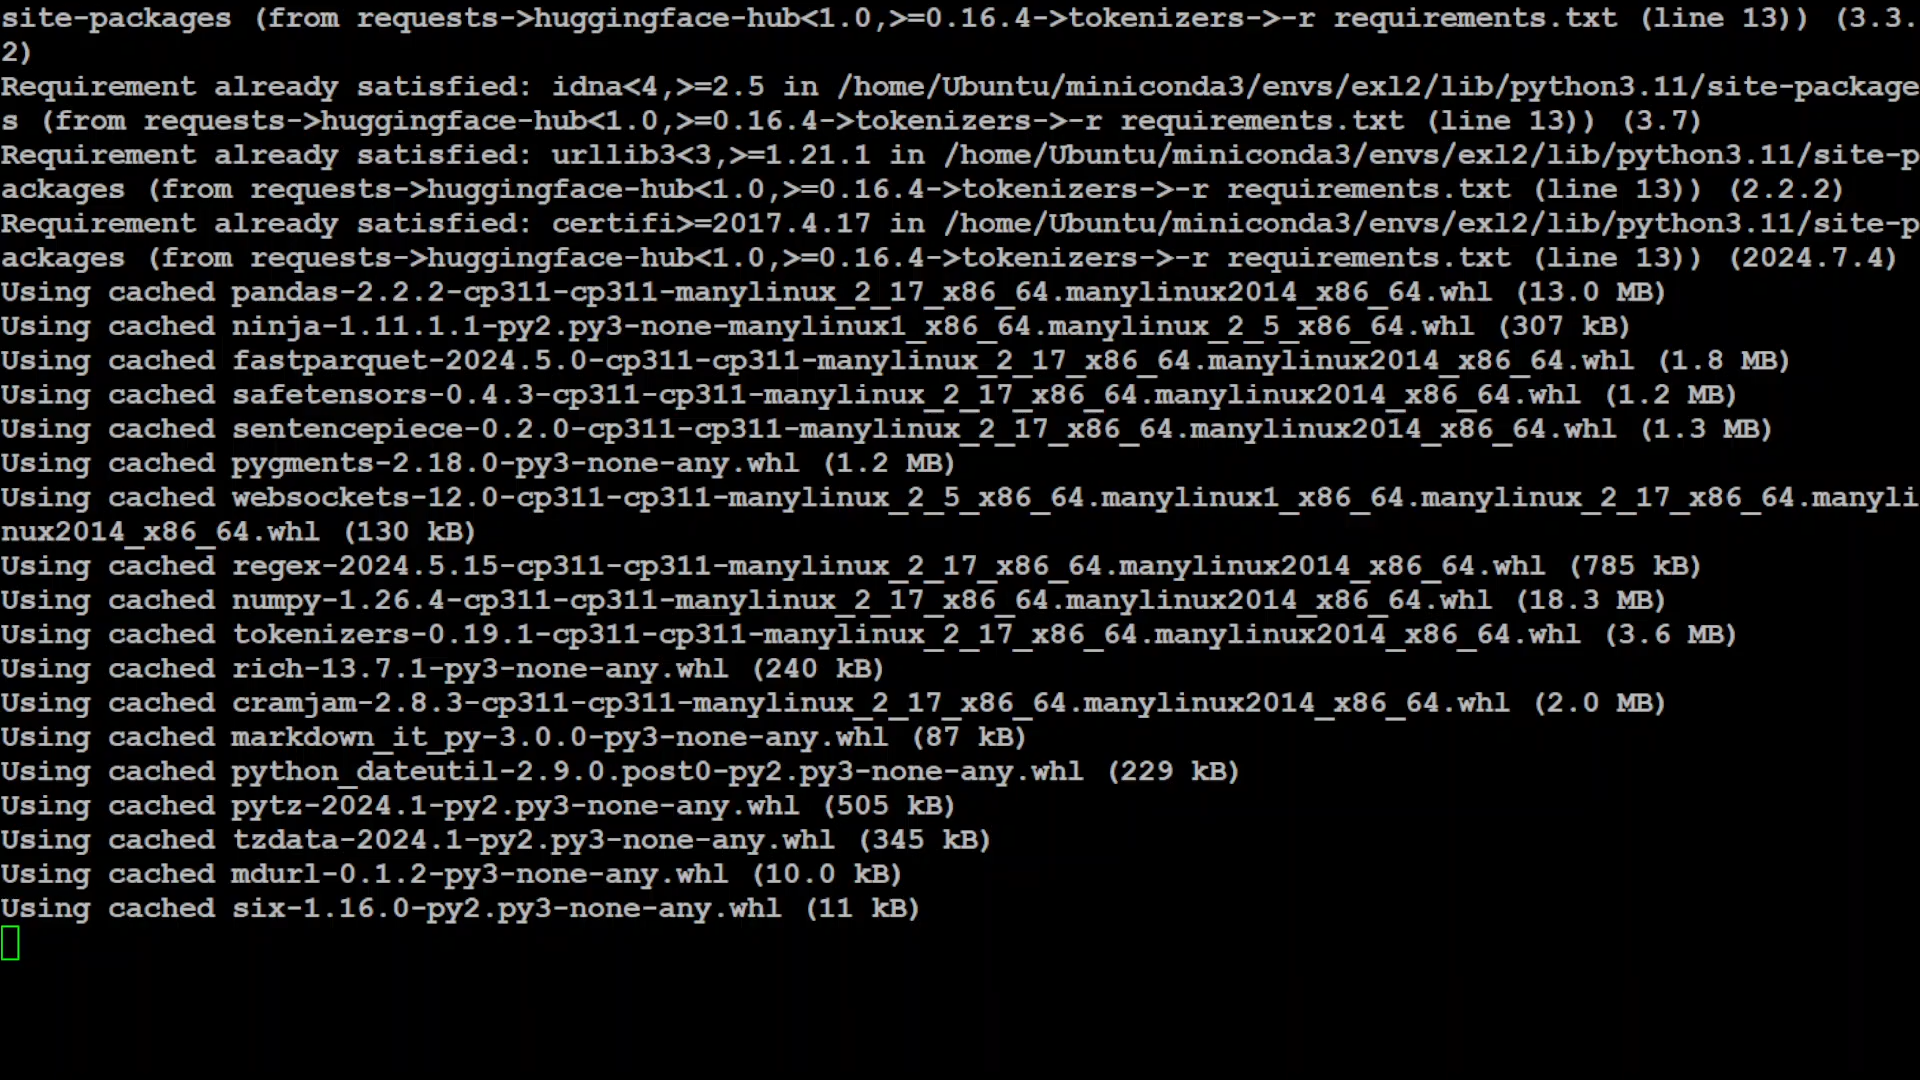 site-packages (from requests->huggingface-hub<1.0,>=0.16.4->tokenizers->-r requirements.txt (line 13)) (3.3.
2)
Requirement already satisfied: idna<4,>=2.5 in /home/Ubuntu/miniconda3/envs/exl2/lib/python3.11/site-package
s (from requests->huggingface-hub<1.0,>=0.16.4->tokenizers->-r requirements.txt (line 13)) (3.7)
Requirement already satisfied: urllib3<3,>=1.21.1 in /home/Ubuntu/miniconda3/envs/exl2/lib/python3.11/site-p
ackages (from requests->huggingface-hub<1.0,>=0.16.4->tokenizers->-r requirements.txt (line 13)) (2.2.2)
Requirement already satisfied: certifi>=2017.4.17 in /home/Ubuntu/miniconda3/envs/exl2/lib/python3.11/site-p
ackages (from requests->huggingface-hub<1.0,>=0.16.4->tokenizers->-r requirements.txt (line 13)) (2024.7.4)
Using cached pandas-2.2.2-cp311-cp311-manylinux_2_17_x86_64.manylinux2014_x86_64.whl (13.0 MB)
Using cached ninja-1.11.1.1-py2.py3-none-manylinux1_x86_64.manylinux_2_5_x86_64.whl (307 kB)
Using cached fastparquet-2024.5.0-cp311-cp311-manylinux_2_17_x86_64.manylinux2014_x86_64.whl (1.8 MB)
Using cached safetensors-0.4.3-cp311-cp311-manylinux_2_17_x86_64.manylinux2014_x86_64.whl (1.2 MB)
Using cached sentencepiece-0.2.0-cp311-cp311-manylinux_2_17_x86_64.manylinux2014_x86_64.whl (1.3 MB)
Using cached pygments-2.18.0-py3-none-any.whl (1.2 MB)
Using cached websockets-12.0-cp311-cp311-manylinux_2_5_x86_64.manylinux1_x86_64.manylinux_2_17_x86_64.manyli
nux2014_x86_64.whl (130 kB)
Using cached regex-2024.5.15-cp311-cp311-manylinux_2_17_x86_64.manylinux2014_x86_64.whl (785 kB)
Using cached numpy-1.26.4-cp311-cp311-manylinux_2_17_x86_64.manylinux2014_x86_64.whl (18.3 MB)
Using cached tokenizers-0.19.1-cp311-cp311-manylinux_2_17_x86_64.manylinux2014_x86_64.whl (3.6 MB)
Using cached rich-13.7.1-py3-none-any.whl (240 kB)
Using cached cramjam-2.8.3-cp311-cp311-manylinux_2_17_x86_64.manylinux2014_x86_64.whl (2.0 MB)
Using cached markdown_it_py-3.0.0-py3-none-any.whl (87 kB)
Using cached python_dateutil-2.9.0.post0-py2.py3-none-any.whl (229 kB)
Using cached pytz-2024.1-py2.py3-none-any.whl (505 kB)
Using cached tzdata-2024.1-py2.py3-none-any.whl (345 kB)
Using cached mdurl-0.1.2-py3-none-any.whl (10.0 kB)
Using cached six-1.16.0-py2.py3-none-any.whl (11 kB)